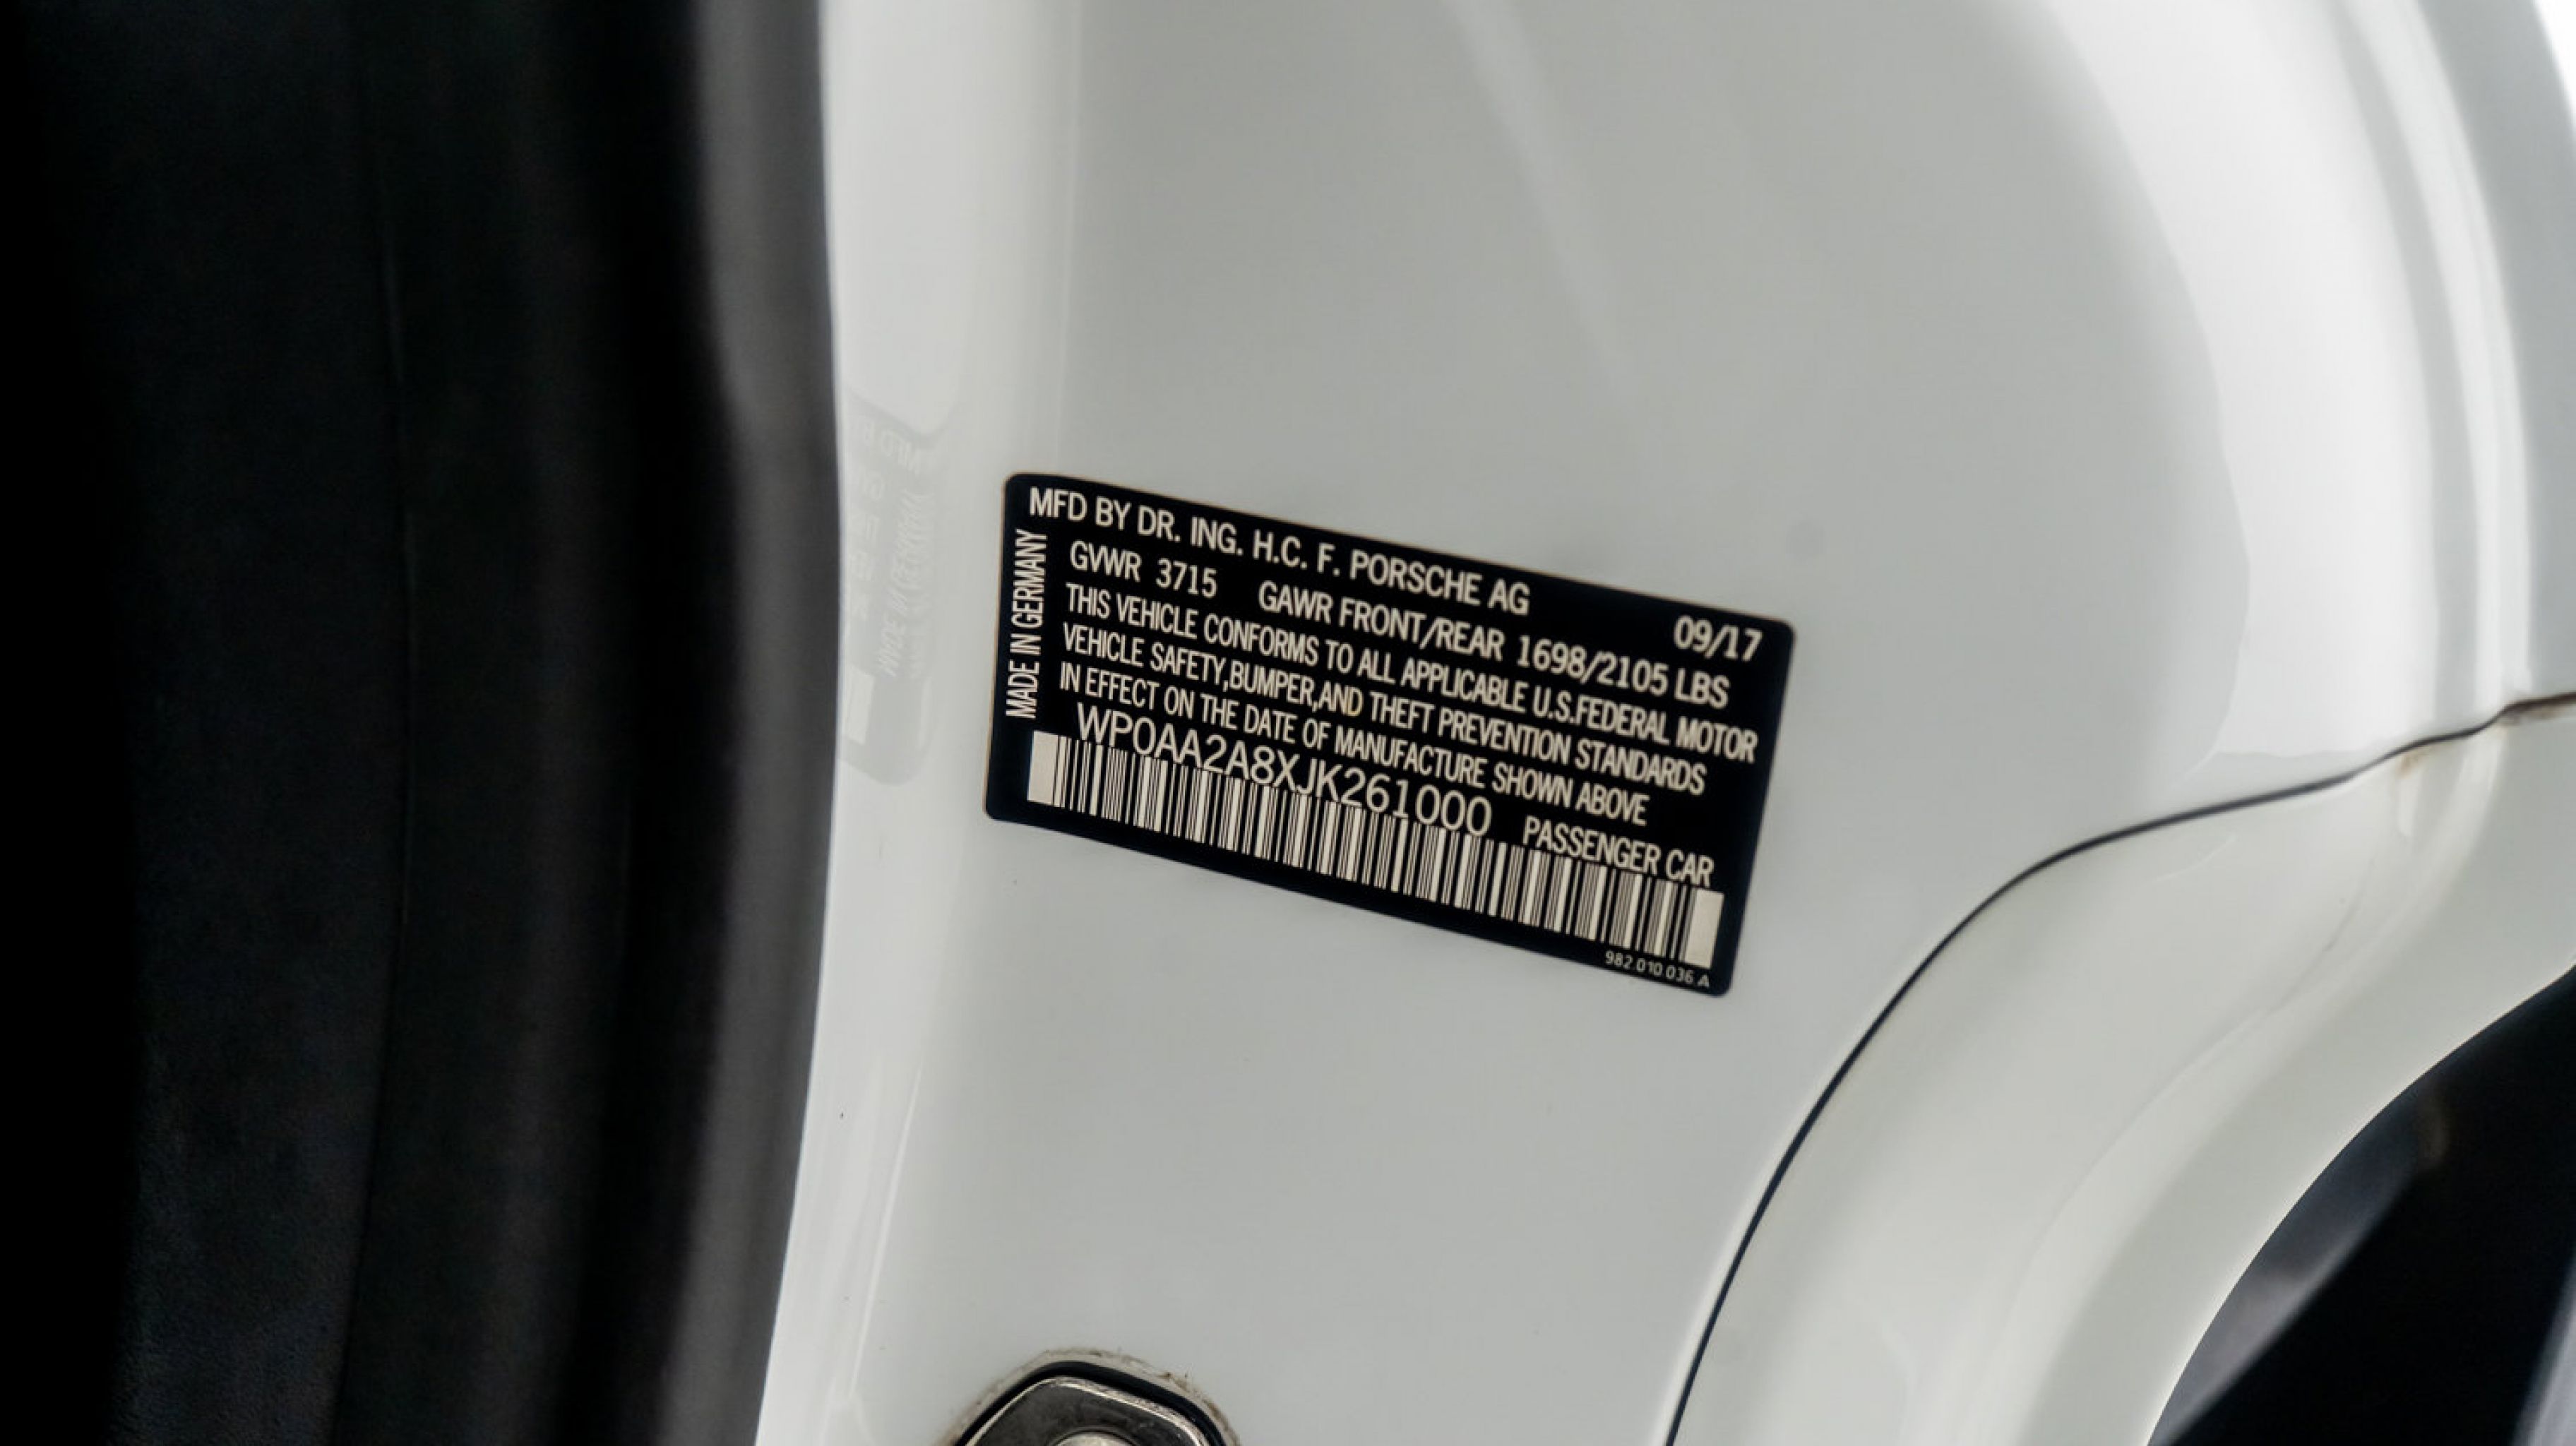 MFD BY DR. ING. H.C. F. PORSCHE AG
09/17
GVWR 3715 GAWR FRONT/REAR 1698/2105 LBS
THIS VEHICLE CONFORMS TO ALL APPLICABLE U.S.FEDERAL MOTOR
VEHICLE SAFETY,BUMPER,AND THEFT PREVENTION STANDARDS
IN EFFECT ON THE DATE OF MANUFACTURE SHOWN ABOVE
WP0AA2A8XJK261000 PASSENGER CAR
982.010.036.A
MADE IN GERMANY